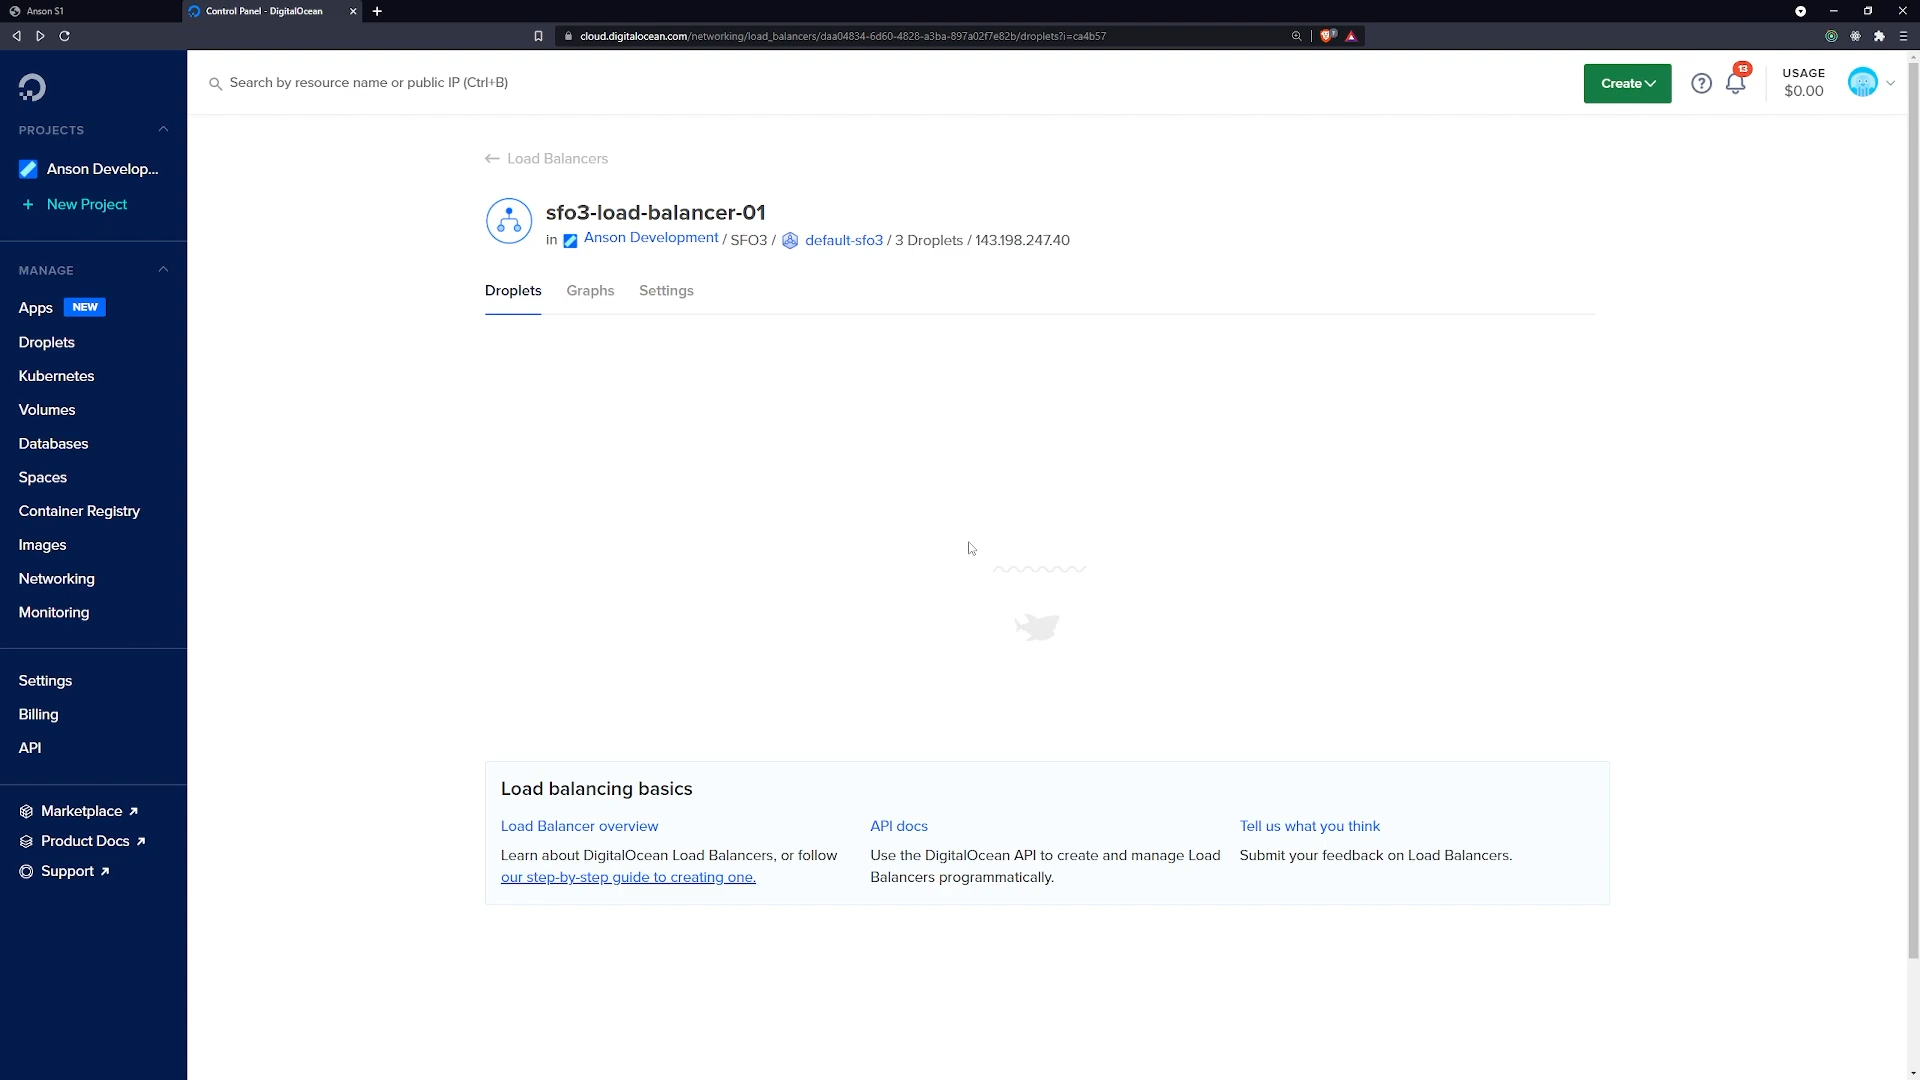 Anson S1
Control Panel - DigitalOcean
cloud.digitalocean.com/networking/load_balancers/daa04834-6d60-4828-a3ba-897a02f7e82b/droplets?i=ca4b57
Search by resource name or public IP (Ctrl+B)
Create
13
USAGE
$0.00
PROJECTS
Anson Develop...
+ New Project
MANAGE
Apps NEW
Droplets
Kubernetes
Volumes
Databases
Spaces
Container Registry
Images
Networking
Monitoring
Settings
Billing
API
Marketplace
Product Docs
Support
← Load Balancers
sfo3-load-balancer-01
in Anson Development / SFO3 / default-sfo3 / 3 Droplets / 143.198.247.40
Droplets Graphs Settings
Load balancing basics
Load Balancer overview
Learn about DigitalOcean Load Balancers, or follow
our step-by-step guide to creating one.
API docs
Use the DigitalOcean API to create and manage Load
Balancers programmatically.
Tell us what you think
Submit your feedback on Load Balancers.